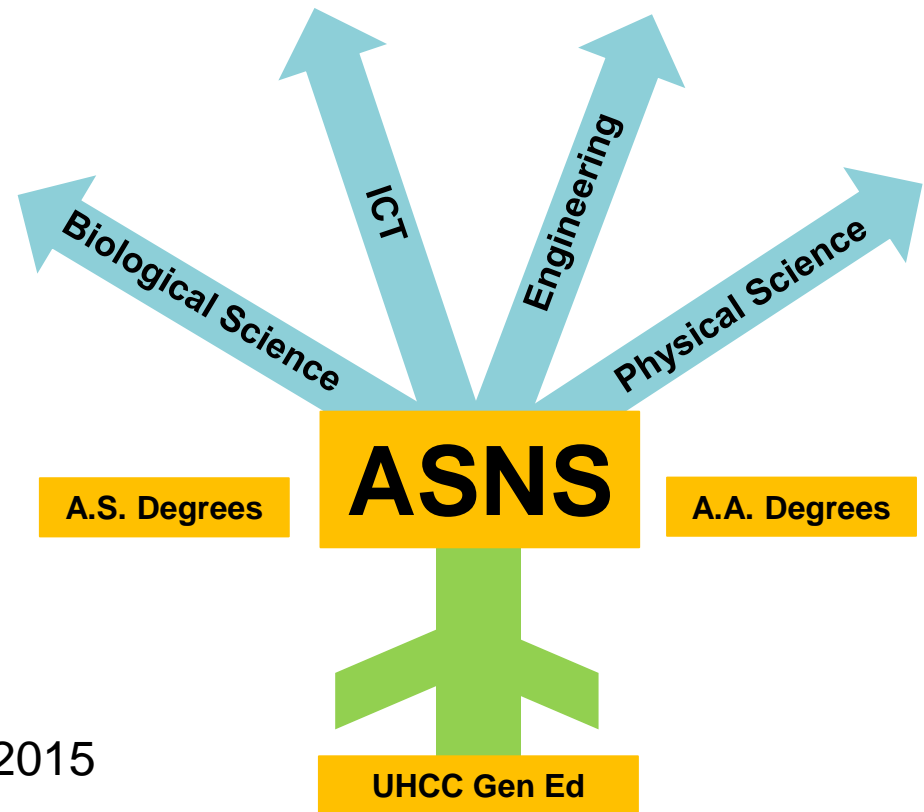 Biological Science
ICT
Engineering
Physical Science
ASNS
A.S. Degrees
A.A. Degrees
2015
UHCC Gen Ed